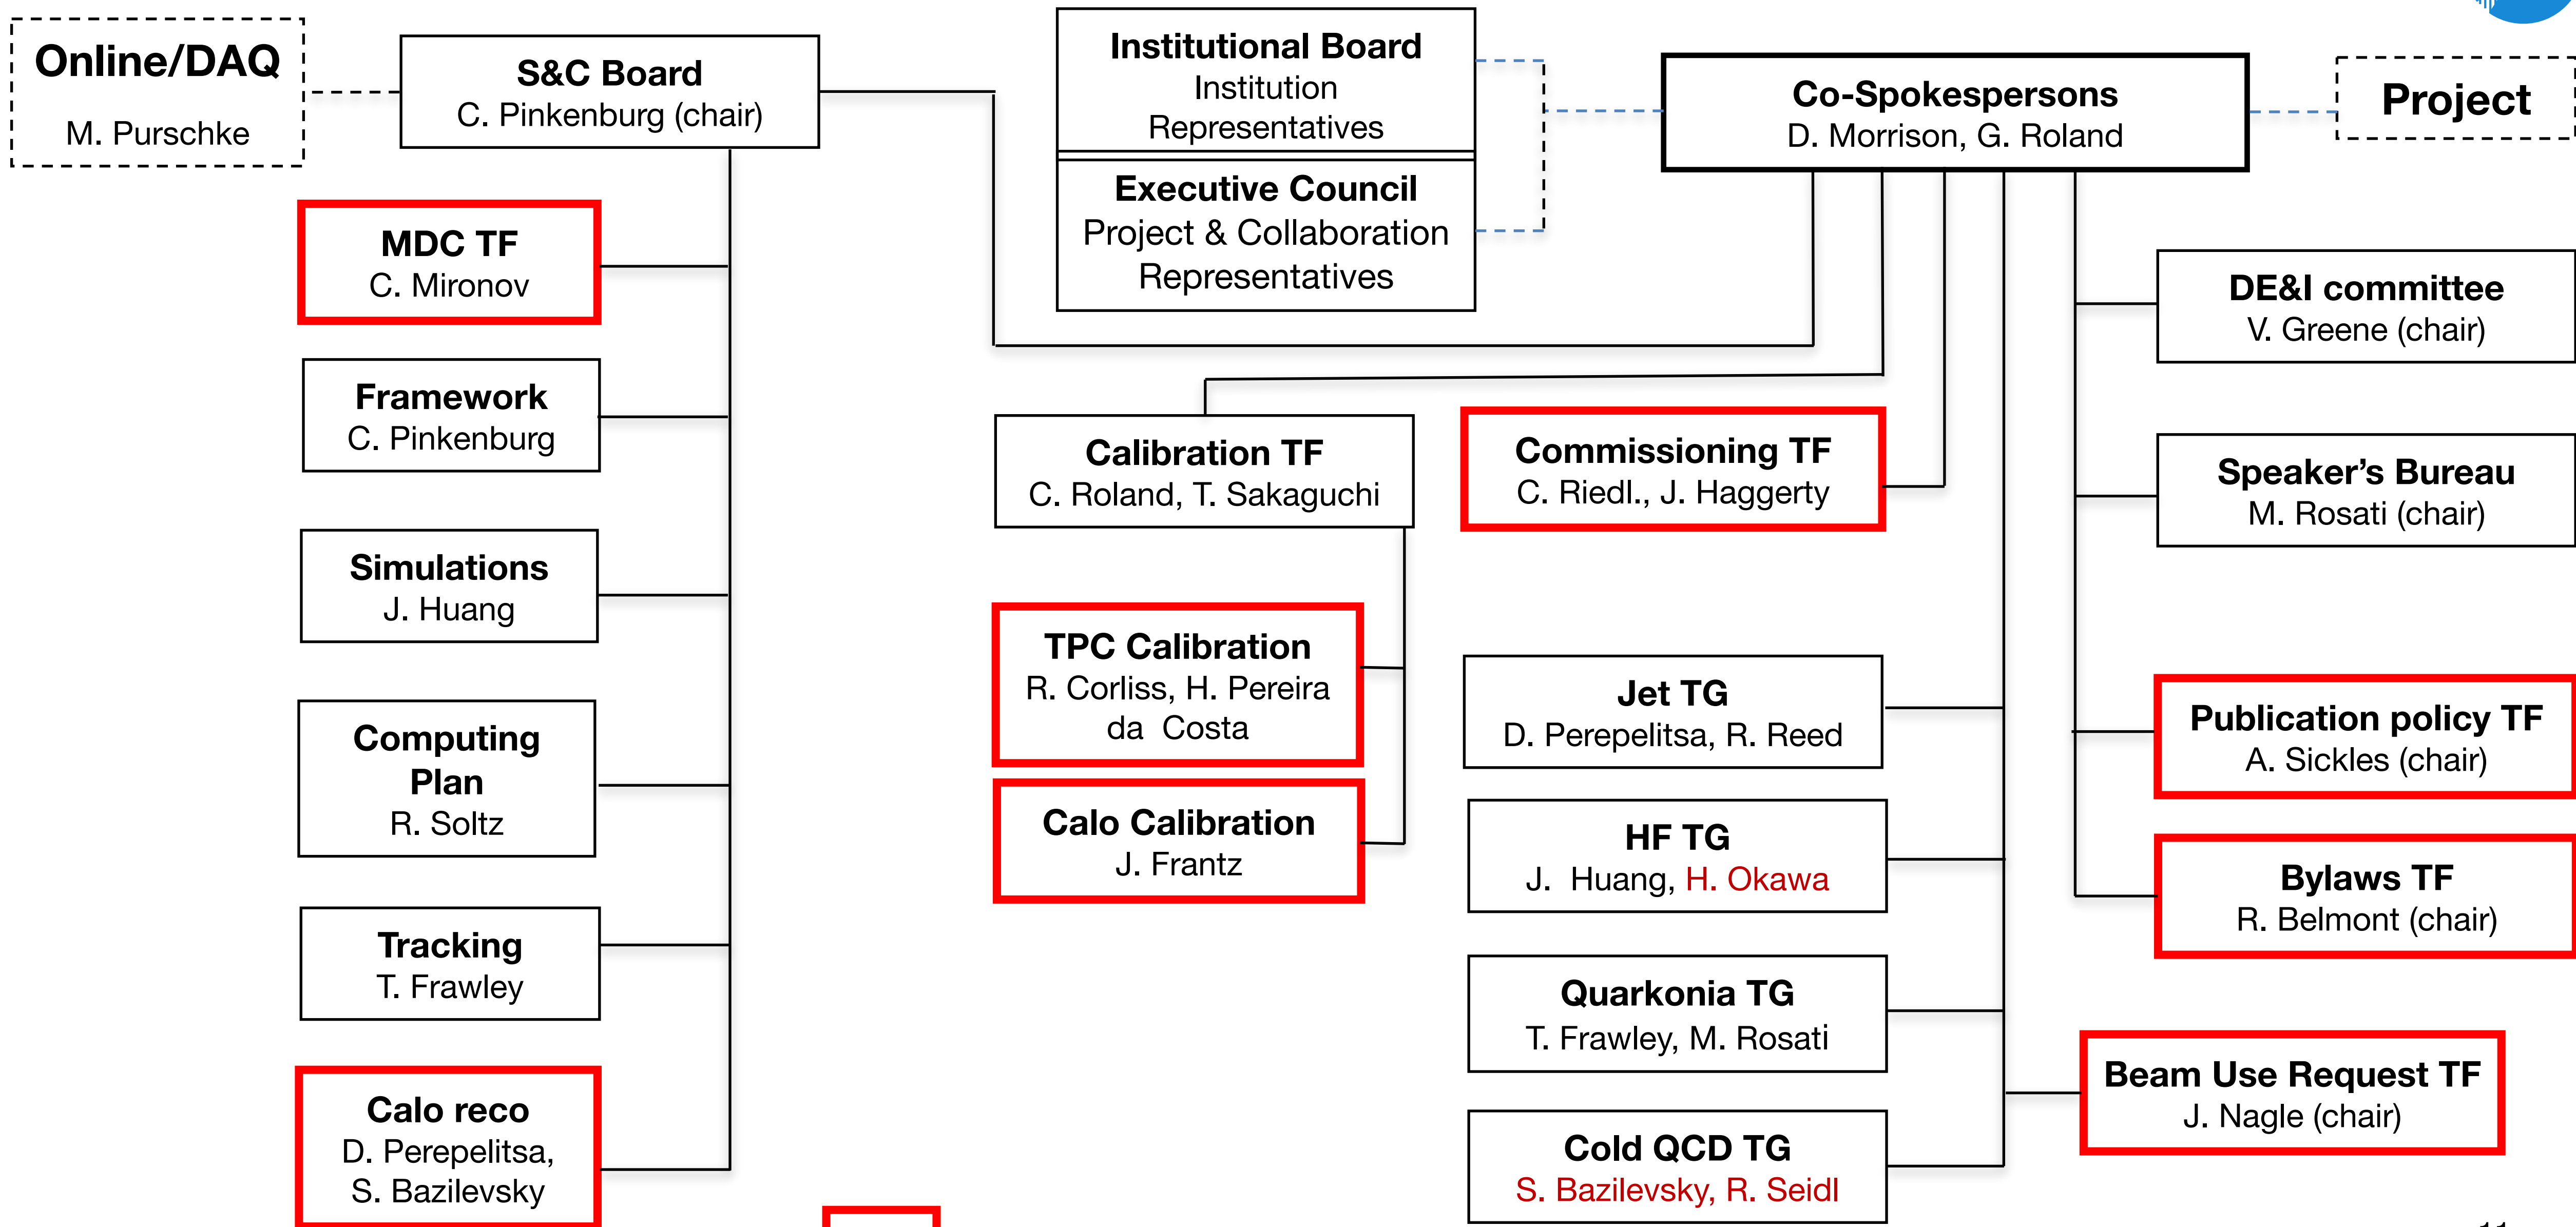 Online/DAQ
M. Purschke
S&C Board
C. Pinkenburg (chair)
Institutional Board
Institution
Representatives
Executive Council
Project & Collaboration
Representatives
Co-Spokespersons
D. Morrison, G. Roland
Project
MDC TF
C. Mironov
Framework
C. Pinkenburg
Simulations
J. Huang
Computing
Plan
R. Soltz
Tracking
T. Frawley
Calo reco
D. Perepelitsa,
S. Bazilevsky
Calibration TF
C. Roland, T. Sakaguchi
TPC Calibration
R. Corliss, H. Pereira
da Costa
Calo Calibration
J. Frantz
Commissioning TF
C. Riedl., J. Haggerty
Jet TG
D. Perepelitsa, R. Reed
HF TG
J. Huang, H. Okawa
Quarkonia TG
T. Frawley, M. Rosati
Cold QCD TG
S. Bazilevsky, R. Seidl
DE&I committee
V. Greene (chair)
Speaker’s Bureau
M. Rosati (chair)
Publication policy TF
A. Sickles (chair)
Bylaws TF
R. Belmont (chair)
Beam Use Request TF
J. Nagle (chair)